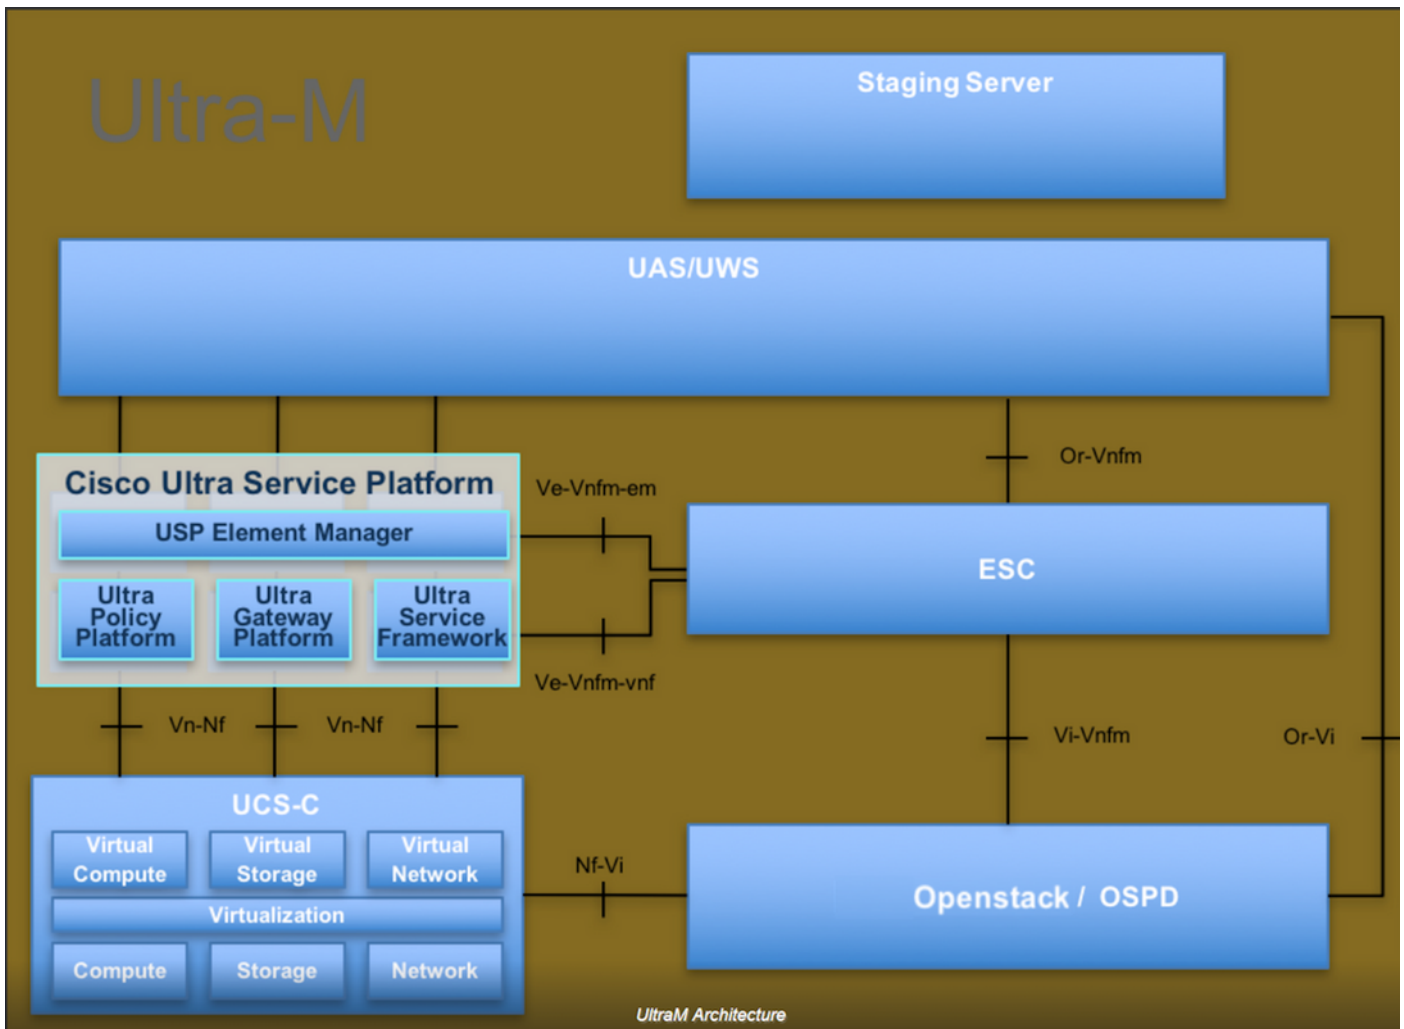 Ultra-M
Staging Server
UAS/UWS
Or-Vnfm
Cisco Ultra Service Platform
Ve-Vnfm-em
USP Element Manager
ESC
Ultra
Policy
Platform
Ultra
Gateway
Platform
Ultra
Service
Framework
Ve-Vnfm-vnf
Vn-Nf
Vn-Nf
Vi-Vnfm
Or-Vi
UCS-C
Virtual
Compute
Virtual
Storage
Virtual
Network
Nf-Vi
Openstack / OSPD
Virtualization
Compute
Storage
Network
UltraM Architecture